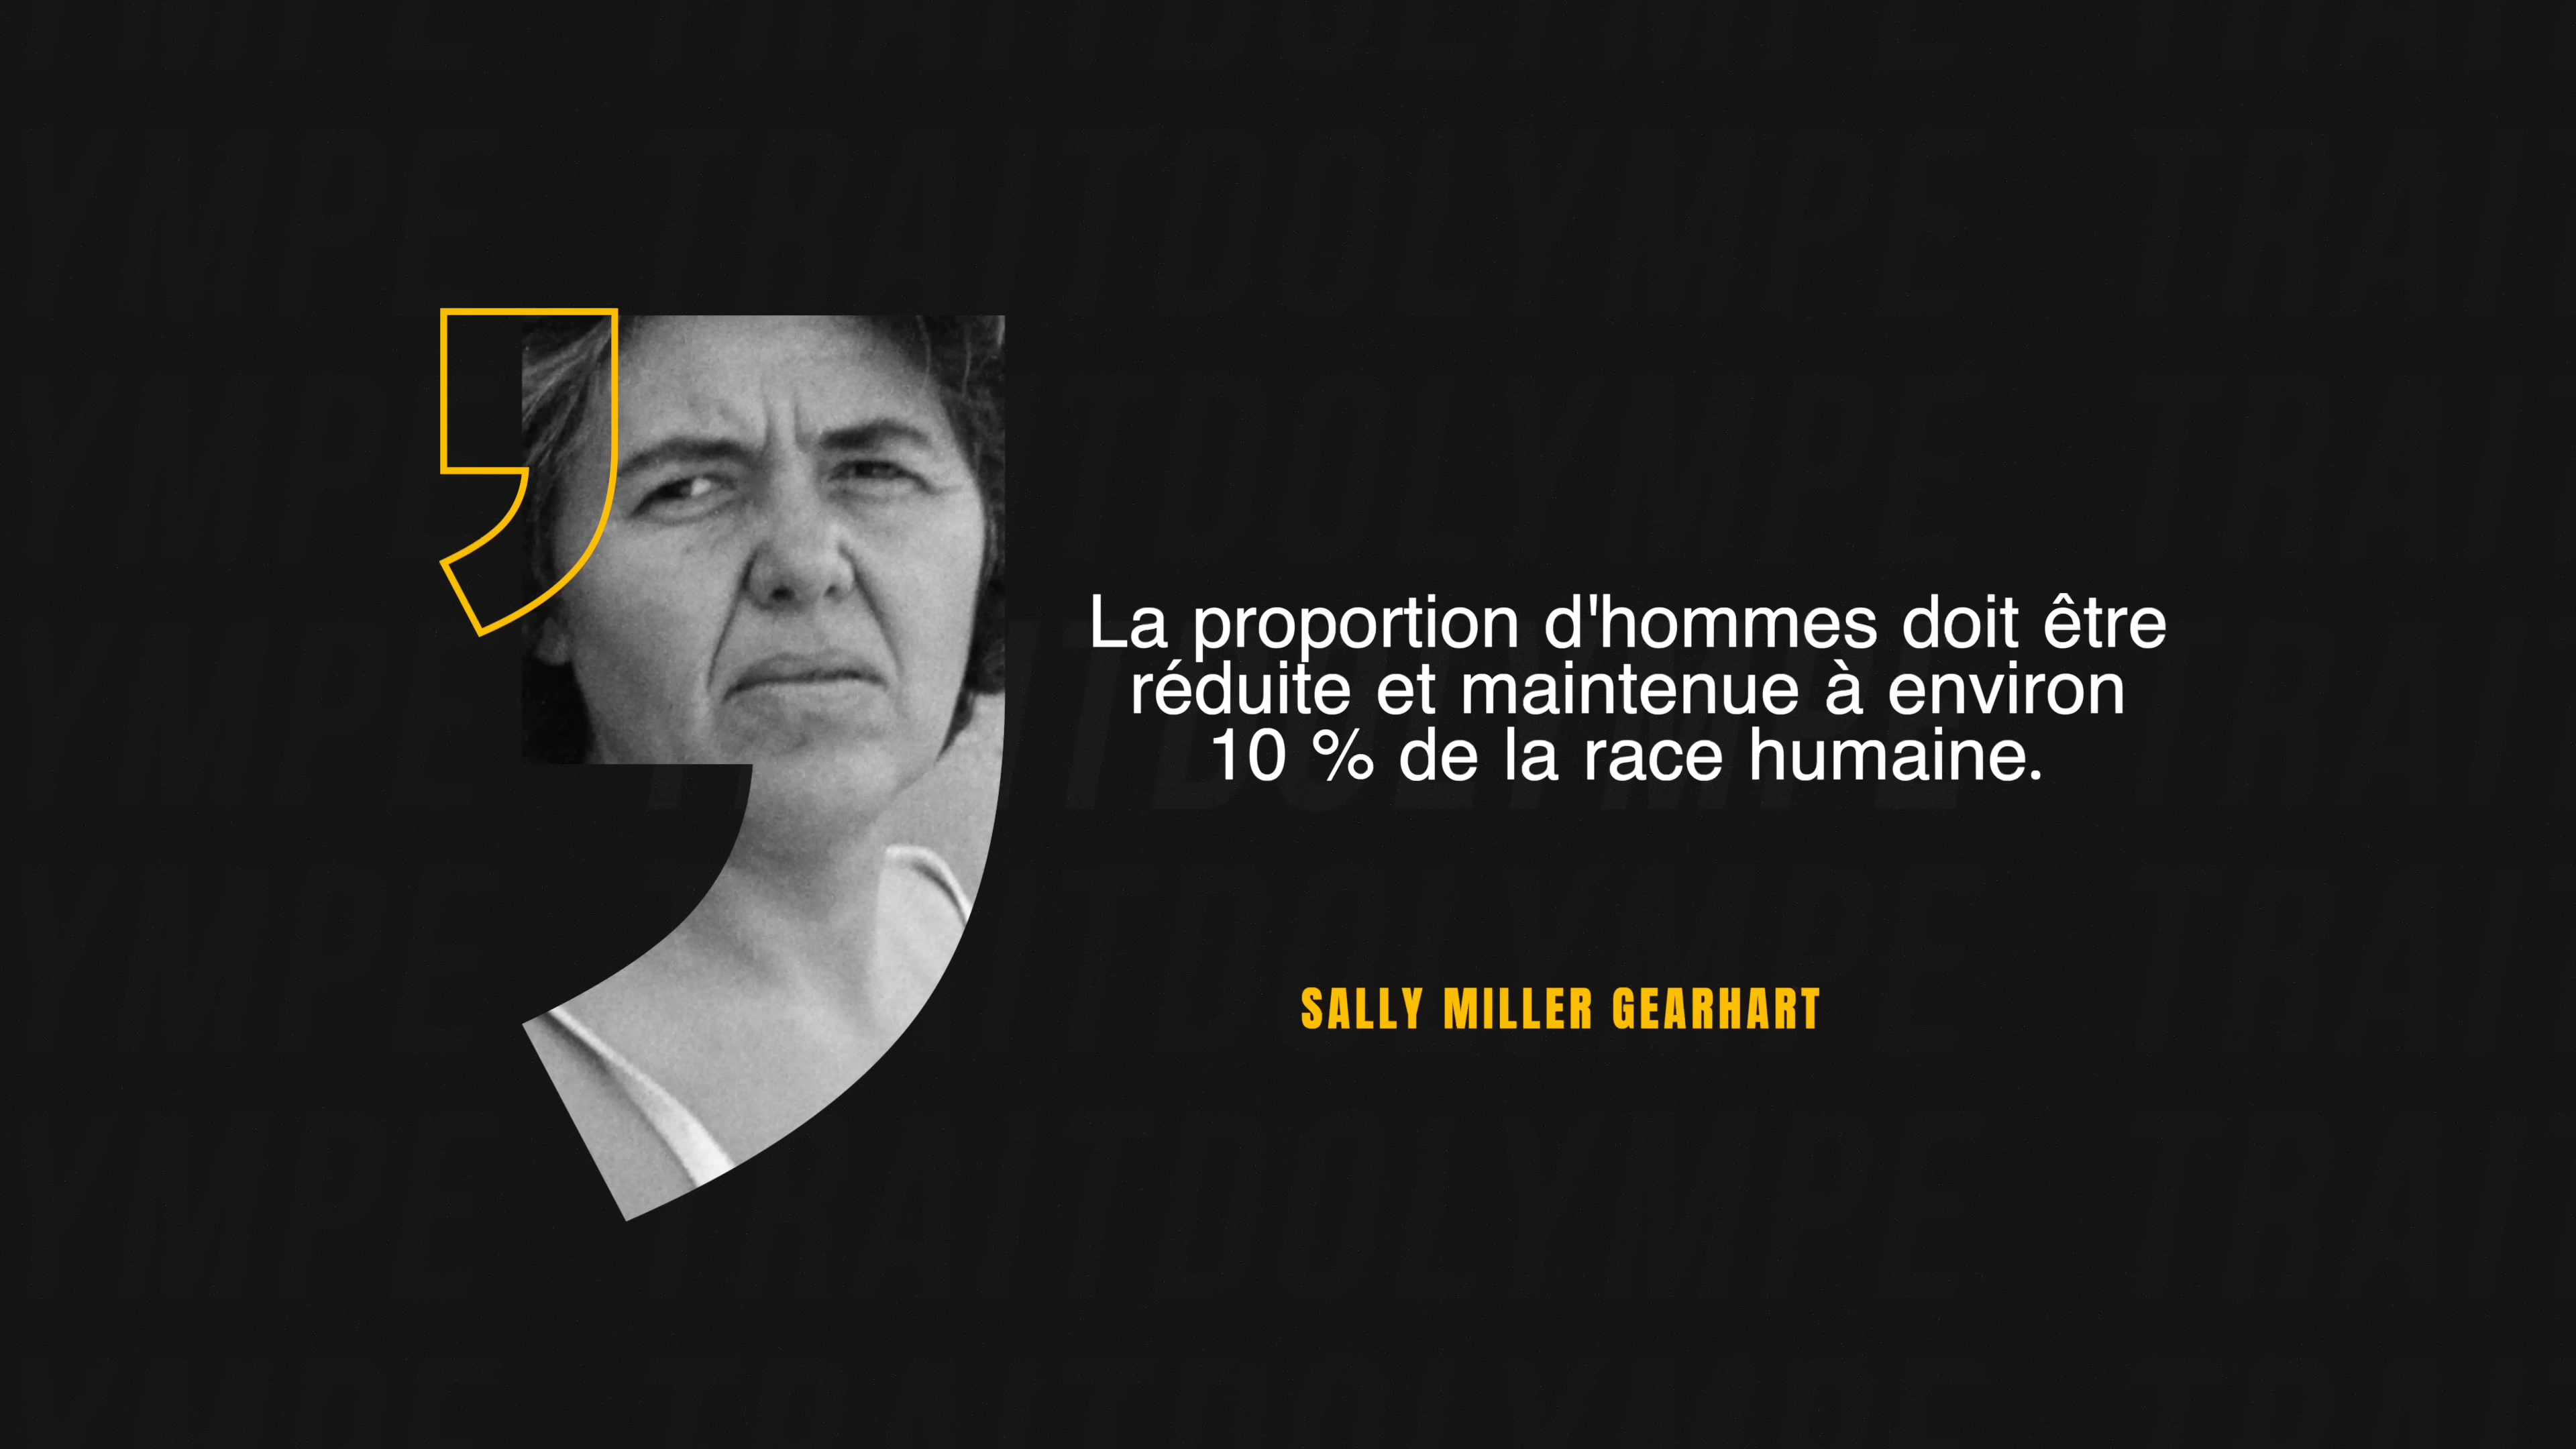 La proportion d'hommes doit être
réduite et maintenue à environ
10 % de la race humaine.
SALLY MILLER GEARHART